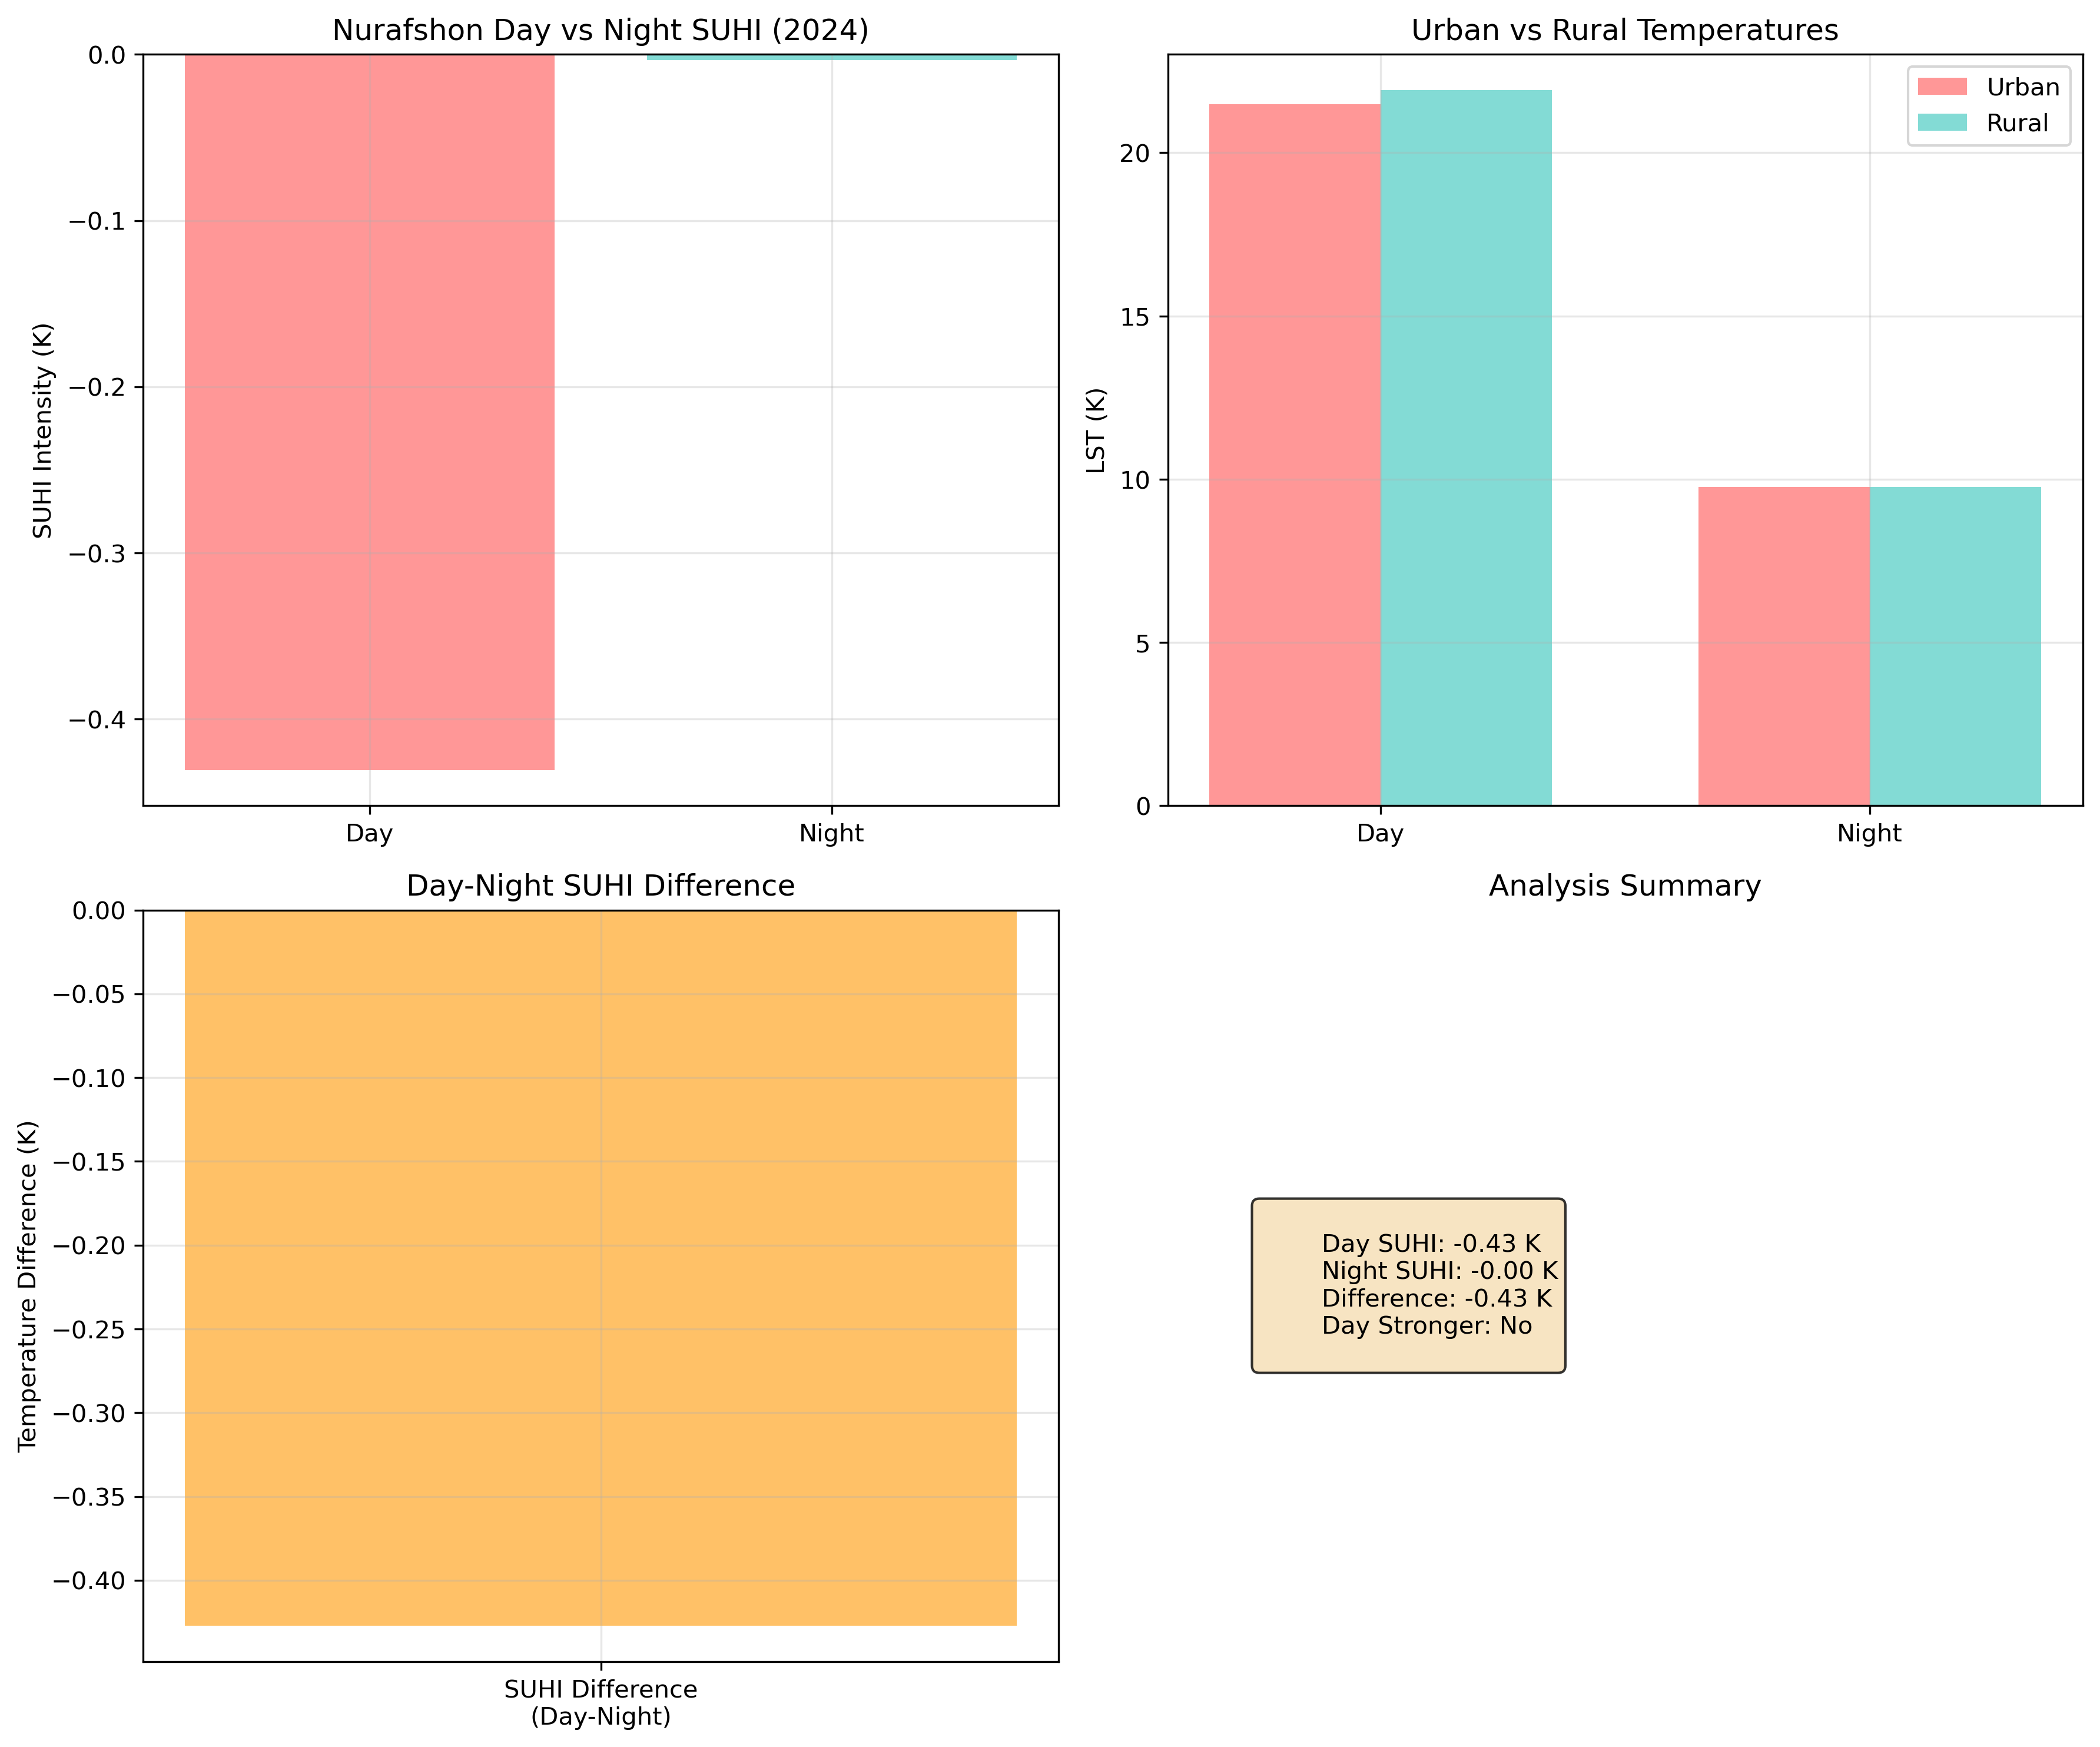 Nurafshon Day vs Night SUHI (2024)
SUHI Intensity (K)
0.0
−0.1
−0.2
−0.3
−0.4
Day
Night
Urban vs Rural Temperatures
LST (K)
20
15
10
5
0
Day
Night
Urban
Rural
Day-Night SUHI Difference
Temperature Difference (K)
0.00
−0.05
−0.10
−0.15
−0.20
−0.25
−0.30
−0.35
−0.40
SUHI Difference
(Day-Night)
Analysis Summary
Day SUHI: -0.43 K
Night SUHI: -0.00 K
Difference: -0.43 K
Day Stronger: No